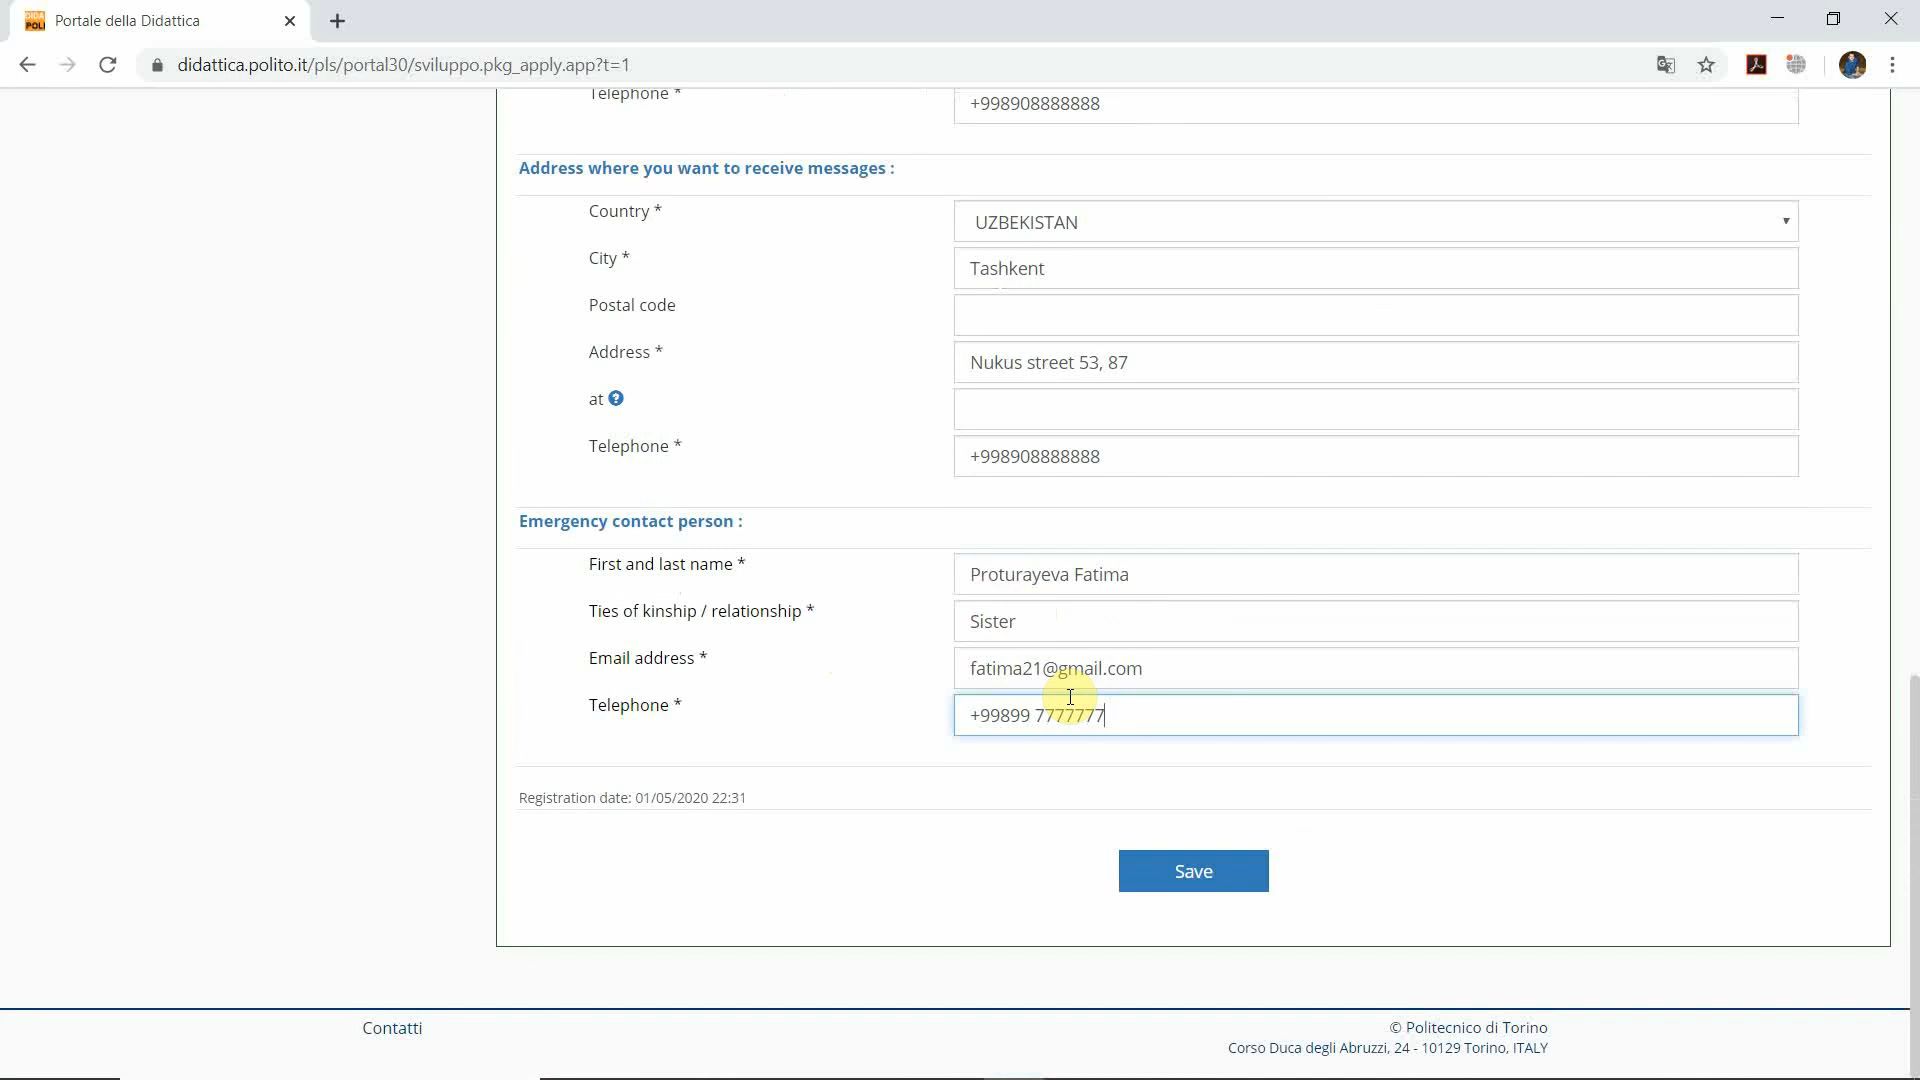 DIDA
POLI
Portale della Didattica
didattica.polito.it/pls/portal30/sviluppo.pkg_apply.app?t=1
Telephone *
+998908888888
Address where you want to receive messages :
Country *
UZBEKISTAN
City *
Tashkent
Postal code
Address *
Nukus street 53, 87
at ?
Telephone *
+998908888888
Emergency contact person :
First and last name *
Proturayeva Fatima
Ties of kinship / relationship *
Sister
Email address *
fatima21@gmail.com
Telephone *
+99899 7777777
Registration date: 01/05/2020 22:31
Save
Contatti
© Politecnico di Torino
Corso Duca degli Abruzzi, 24 - 10129 Torino, ITALY